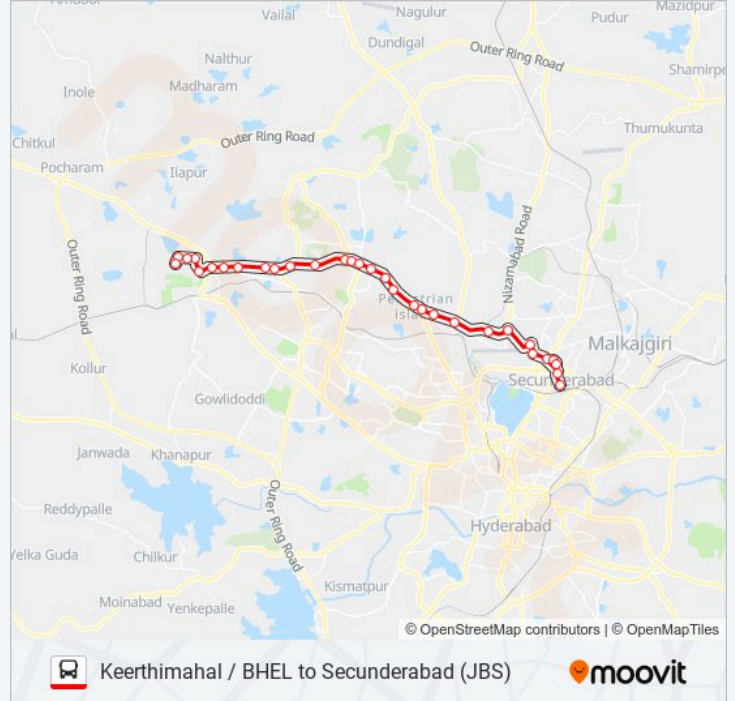 Mazidpur
Vailal
Nagulur
Pudur
Dundigal
Outer Ring Road
Nalthur
Shamirpe
Inole
Madharam
Thumukunta
Outer Ring Road
Chitkul
Pocharam
Ilapur
Outer Ring Road
Nizamabad Road
Pedestrian
island
Malkajgiri
Secunderabad
Kollur
Gowlidoddi
Janwada
Khanapur
Outer Ring Road
Reddypalle
Hyderabad
Yelka Guda
Chilkur
Kismatpur
Moinabad
Yenkepalle
© OpenStreetMap contributors | © OpenMapTiles
Keerthimahal / BHEL to Secunderabad (JBS)
moovit